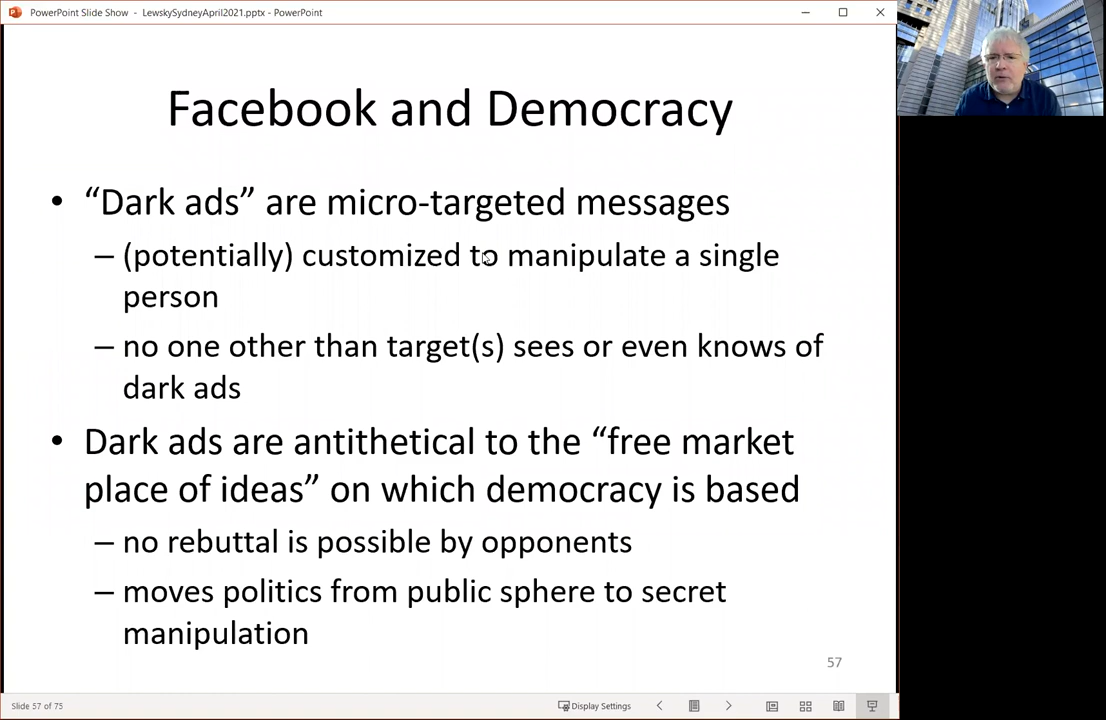 PowerPoint Slide Show - LewskySydneyApril2021.pptx - PowerPoint
Facebook and Democracy
• “Dark ads” are micro-targeted messages
– (potentially) customized to manipulate a single
person
– no one other than target(s) sees or even knows of
dark ads
• Dark ads are antithetical to the “free market
place of ideas” on which democracy is based
– no rebuttal is possible by opponents
– moves politics from public sphere to secret
manipulation
57
Slide 57 of 75
Display Settings